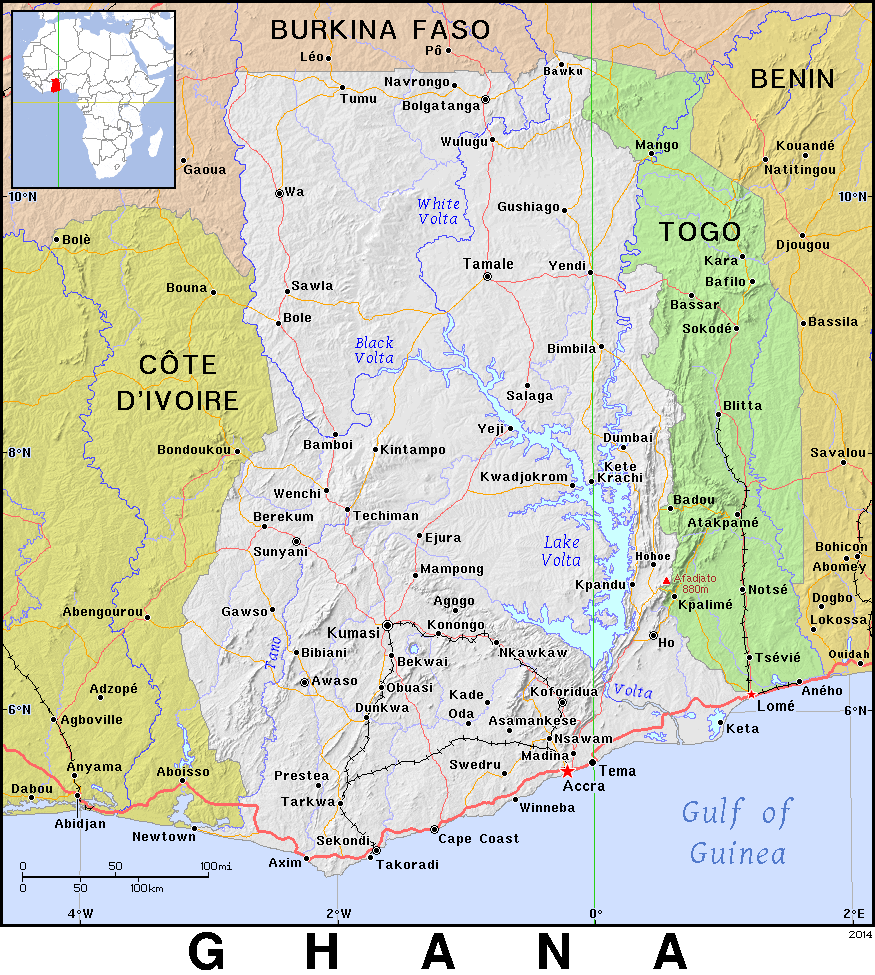 BURKINA FASO
Pô
Léo
Bawku
BENIN
Navrongo
Tumu
Bolgatanga
Wulugu
Mango
Kouandé
Natitingou
Gaoua
10°N
Wa
White
Volta
Gushiago
10°N
TOGO
Bolè
Djougou
Kara
Tamale
Yendi
Bafilo
Bouna
Sawla
Bassar
Bole
Sokodé
Bassila
Black
Volta
Bimbila
CÔTE
D'IVOIRE
Salaga
Blitta
Yeji
Bamboi
Dumbai
Bondoukou
Kintampo
8°N
8°N
Savalou
Kete
Krachi
Kwadjokrom
Wenchi
Badou
Berekum
Techiman
Atakpamé
Sunyani
Ejura
Lake
Volta
Hohoe
Bohicon
Abomey
Mampong
Kpandu
Afadjato
880m
Notsé
Agogo
Kpalimé
Dogbo
Abengourou
Gawso
Konongo
Lokossa
Kumasi
Ho
Tano
Bibiani
Bekwai
Nkawkaw
Tsévié
Ouidah
Awaso
Obuasi
Adzopé
Kade
Koforidua
Volta
Aného
Dunkwa
Lomé
6°N
6°N
Agboville
Oda
Asamankese
Keta
Nsawam
Madina
Anyama
Aboisso
Prestea
Swedru
Tema
Dabou
Accra
Tarkwa
Winneba
Abidjan
Newtown
Sekondi
Cape Coast
Gulf of
Guinea
Axim
Takoradi
0 50 100mi
0 50 100km
4°W
2°W
0°
2°E
2014
GHANA